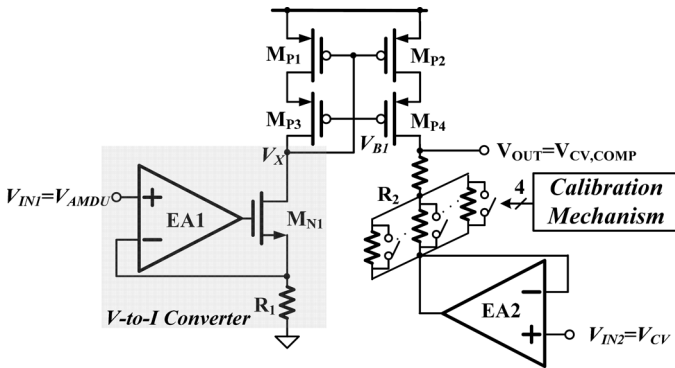 M_P1
M_P2
M_P3
M_P4
V_X
V_B1
V_OUT=V_CV,COMP
V_IN1=V_AMDU
+
EA1
−
M_N1
R_2
4
Calibration
Mechanism
R_1
V-to-I Converter
−
EA2
+
V_IN2=V_CV